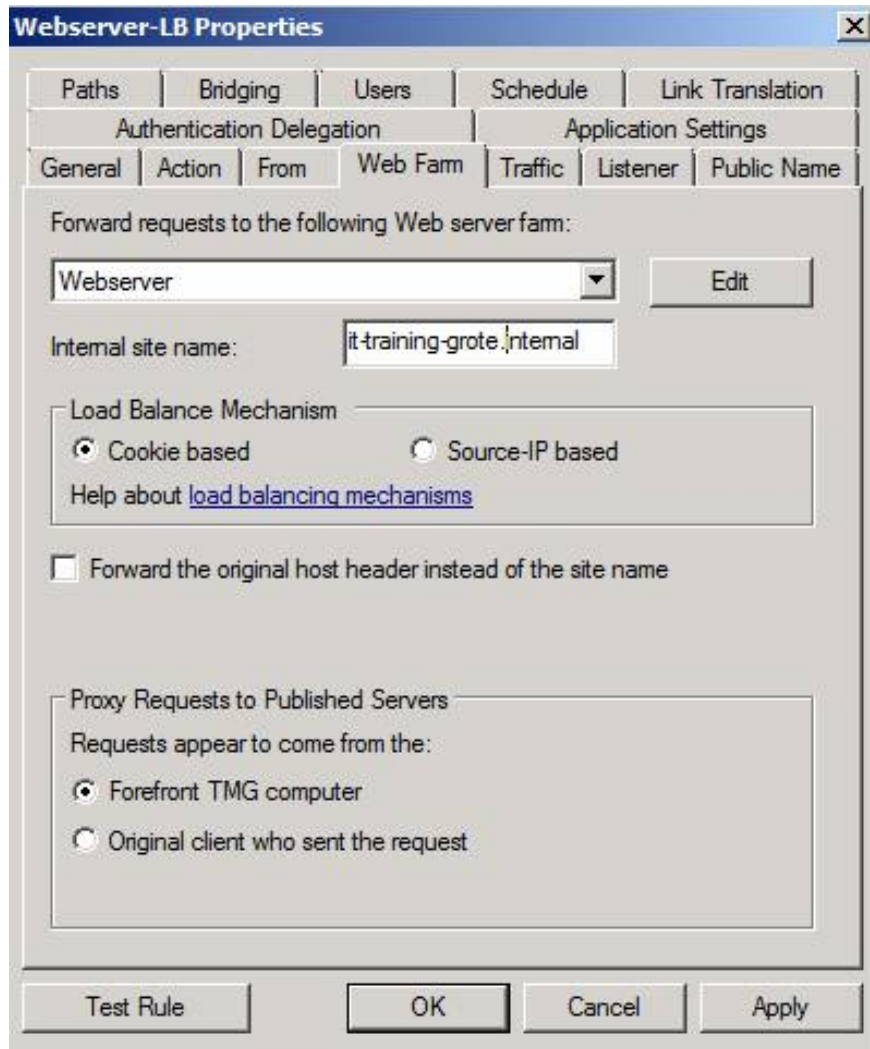 Webserver-LB Properties
Paths Bridging Users Schedule Link Translation
Authentication Delegation Application Settings
General Action From Web Farm Traffic Listener Public Name
Forward requests to the following Web server farm:
Webserver Edit
Internal site name: it-training-grote.internal
Load Balance Mechanism
Cookie based Source-IP based
Help about load balancing mechanisms
Forward the original host header instead of the site name
Proxy Requests to Published Servers
Requests appear to come from the:
Forefront TMG computer
Original client who sent the request
Test Rule OK Cancel Apply